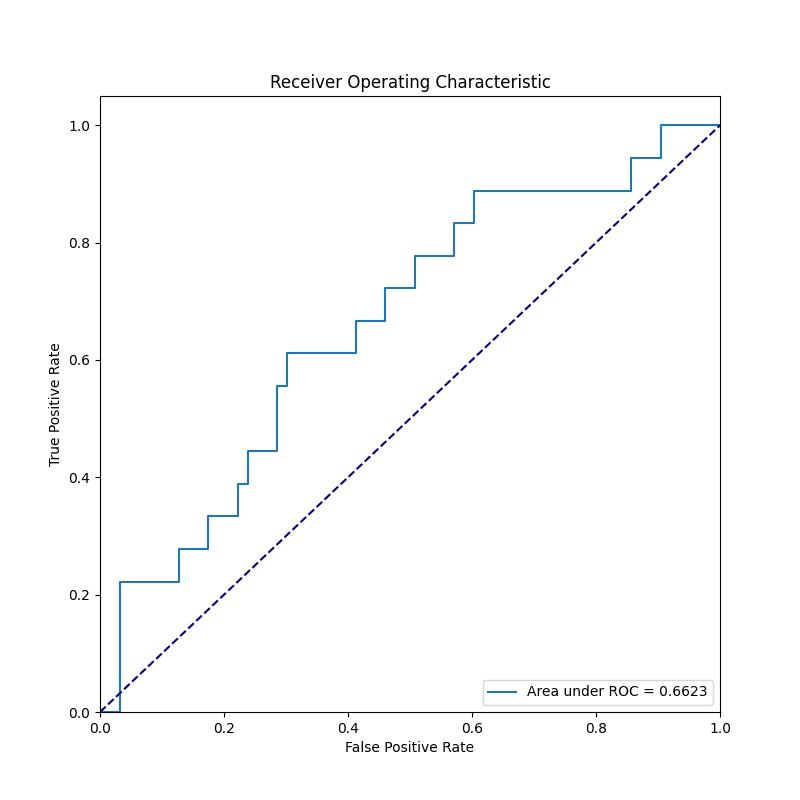 Receiver Operating Characteristic
True Positive Rate
1.0
0.8
0.6
0.4
0.2
0.0
Area under ROC = 0.6623
0.0 0.2 0.4 0.6 0.8 1.0
False Positive Rate